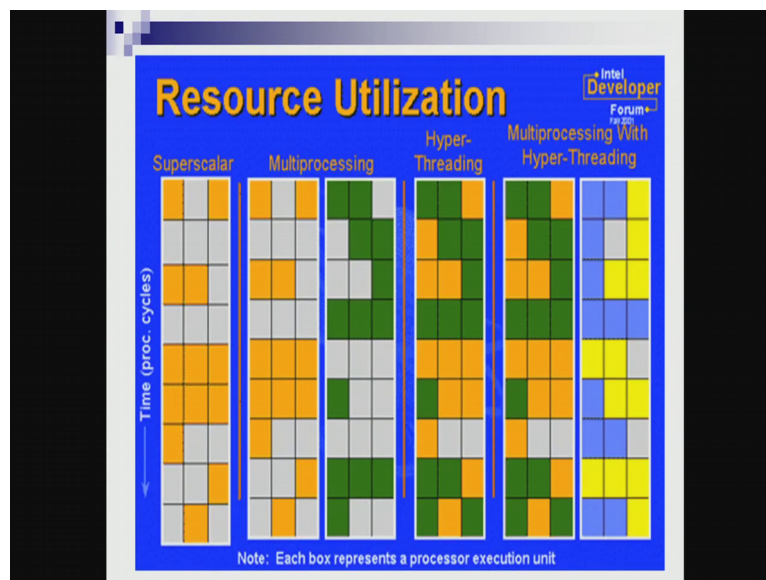 Resource Utilization
Intel
Developer
Forum
Fall 2001
Superscalar
Multiprocessing
Hyper-
Threading
Multiprocessing With
Hyper-Threading
Time (proc. cycles)
Note: Each box represents a processor execution unit